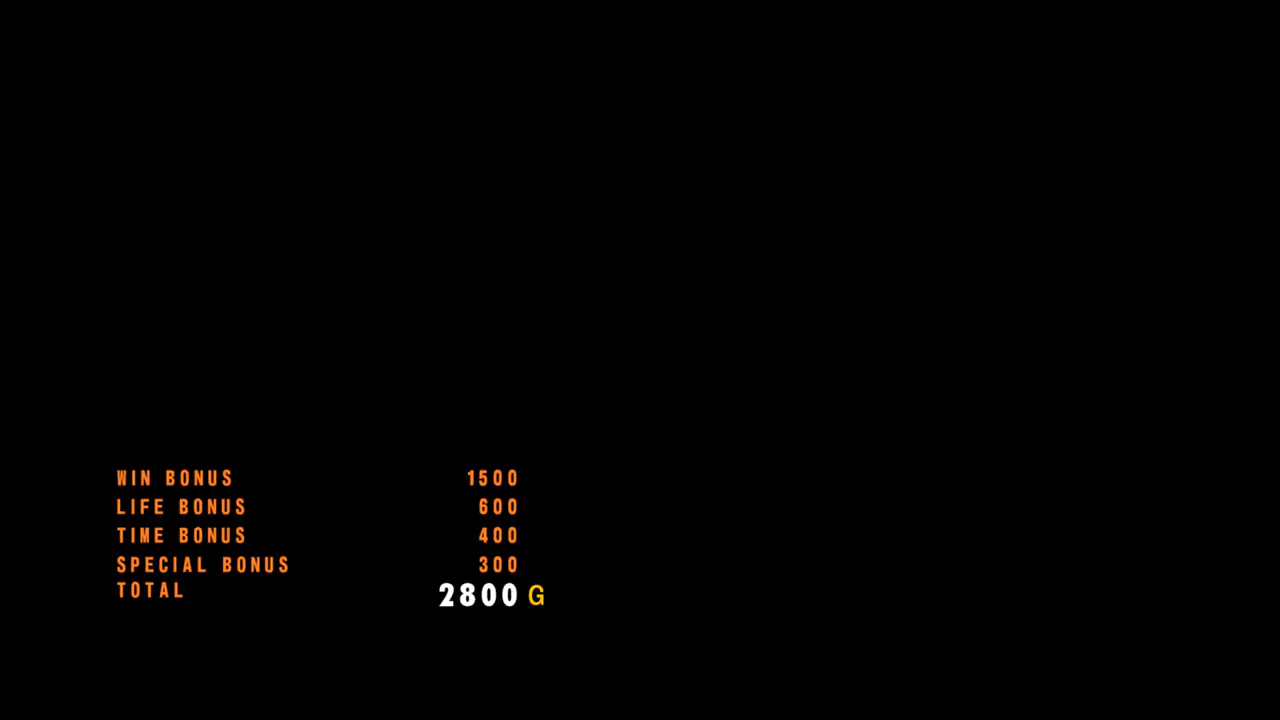 WIN BONUS 1500
LIFE BONUS 600
TIME BONUS 400
SPECIAL BONUS 300
TOTAL 2800 G